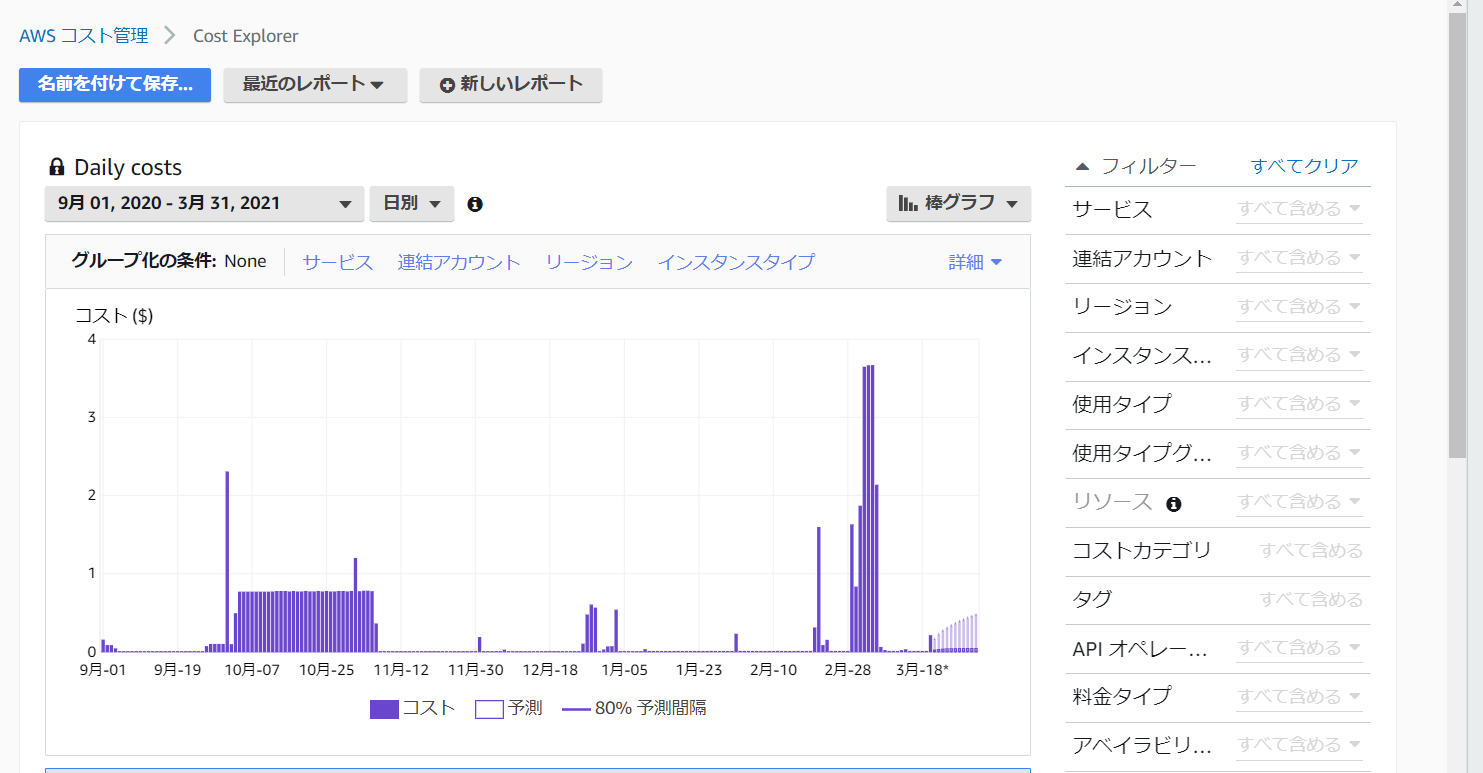 AWS コスト管理 Cost Explorer
名前を付けて保存... 最近のレポート 新しいレポート
Daily costs
9月 01, 2020 - 3月 31, 2021 日別 棒グラフ
グループ化の条件: None サービス 連結アカウント リージョン インスタンスタイプ 詳細
コスト ($)
4
3
2
1
0
9月-01 9月-19 10月-07 10月-25 11月-12 11月-30 12月-18 1月-05 1月-23 2月-10 2月-28 3月-18*
コスト 予測 80% 予測間隔
フィルター すべてクリア
サービス すべて含める
連結アカウント すべて含める
リージョン すべて含める
インスタンス... すべて含める
使用タイプ すべて含める
使用タイプグ... すべて含める
リソース すべて含める
コストカテゴリ すべて含める
タグ すべて含める
API オペレー... すべて含める
料金タイプ すべて含める
アベイラビリ... すべて含める